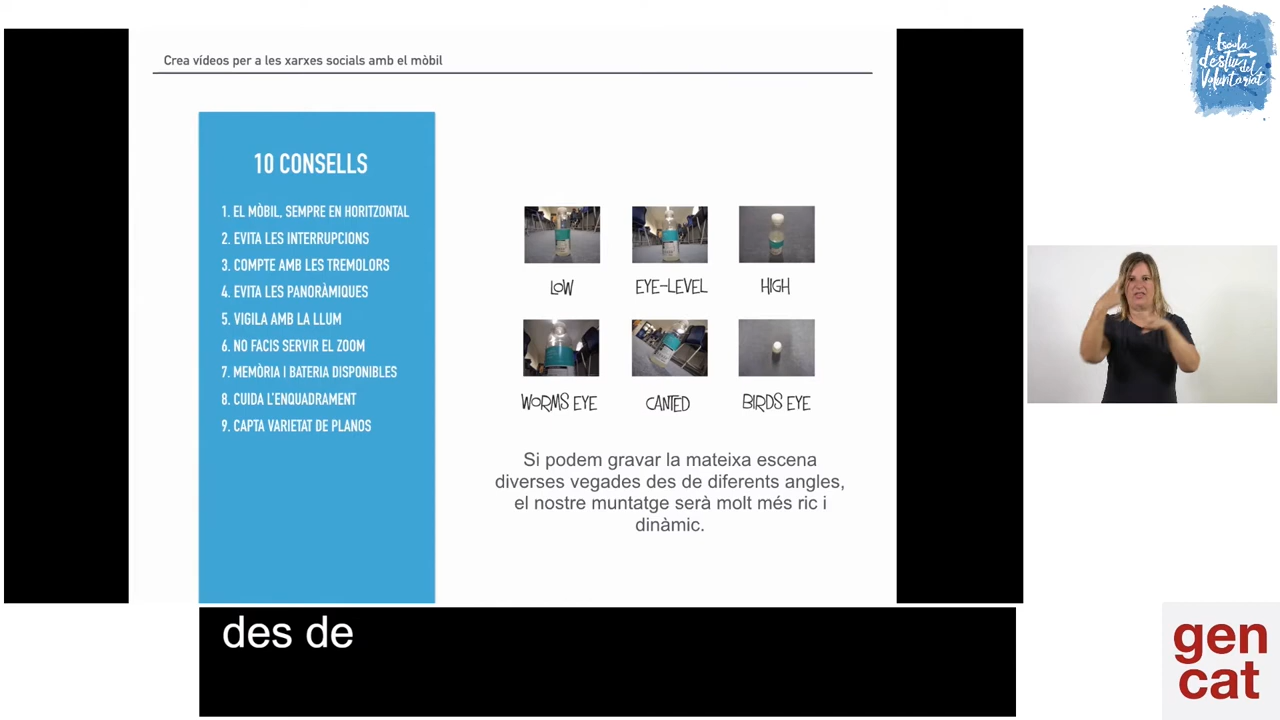 Crea vídeos per a les xarxes socials amb el mòbil
10 CONSELLS
1. EL MÒBIL, SEMPRE EN HORITZONTAL
2. EVITA LES INTERRUPCIONS
3. COMPTE AMB LES TREMOLORS
4. EVITA LES PANORÀMIQUES
5. VIGILA AMB LA LLUM
6. NO FACIS SERVIR EL ZOOM
7. MEMÒRIA I BATERIA DISPONIBLES
8. CUIDA L'ENQUADRAMENT
9. CAPTA VARIETAT DE PLANOS
LOW
EYE-LEVEL
HIGH
WORMS EYE
CANTED
BIRDS EYE
Si podem gravar la mateixa escena
diverses vegades des de diferents angles,
el nostre muntatge serà molt més ric i
dinàmic.
des de
Escola
d'estiu del
Voluntariat
gen
cat